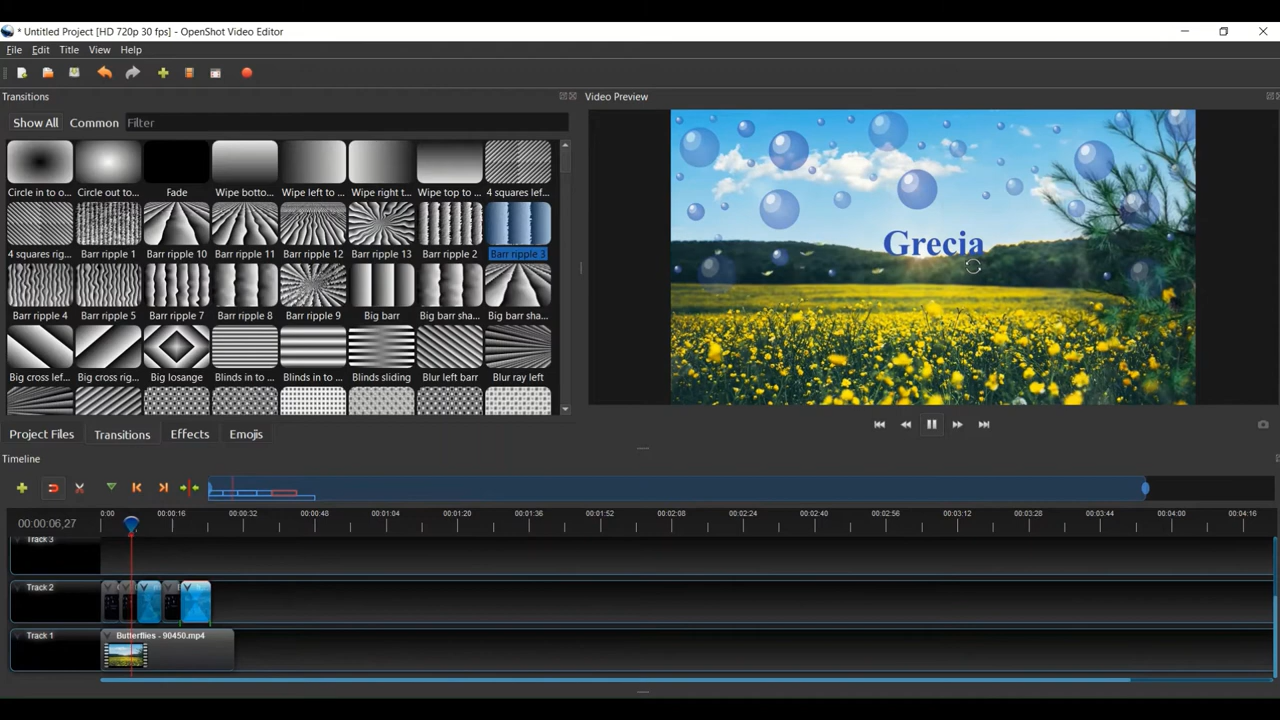 * Untitled Project [HD 720p 30 fps] - OpenShot Video Editor
File Edit Title View Help
Transitions
Video Preview
Show All Common Filter
Circle in to o... Circle out to... Fade Wipe botto... Wipe left to ... Wipe right t... Wipe top to ... 4 squares lef...
4 squares rig... Barr ripple 1 Barr ripple 10 Barr ripple 11 Barr ripple 12 Barr ripple 13 Barr ripple 2 Barr ripple 3
Barr ripple 4 Barr ripple 5 Barr ripple 7 Barr ripple 8 Barr ripple 9 Big barr Big barr sha... Big barr sha...
Big cross lef... Big cross rig... Big losange Blinds in to ... Blinds in to ... Blinds sliding Blur left barr Blur ray left
Grecia
Project Files Transitions Effects Emojis
Timeline
00:00:06,27
0:00 00:00:16 00:00:32 00:00:48 00:01:04 00:01:20 00:01:36 00:01:52 00:02:08 00:02:24 00:02:40 00:02:56 00:03:12 00:03:28 00:03:44 00:04:00 00:04:16
Track 3
Track 2
Track 1
Butterflies - 90450.mp4